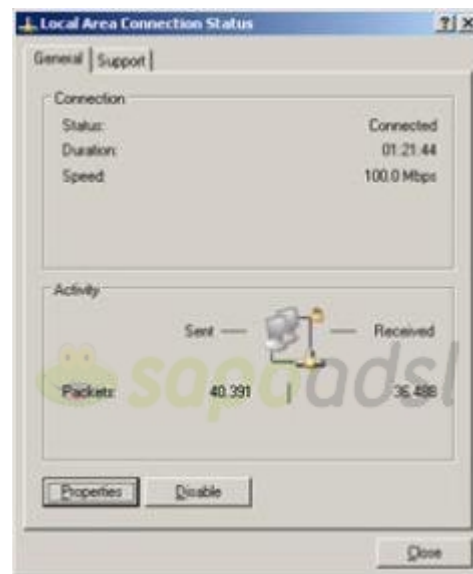 Local Area Connection Status
General Support
Connection
Status: Connected
Duration: 01:21:44
Speed: 100.0 Mbps
Activity
Sent — — Received
sapoadsl
Packets: 40.391 | 36.488
Properties Disable
Close